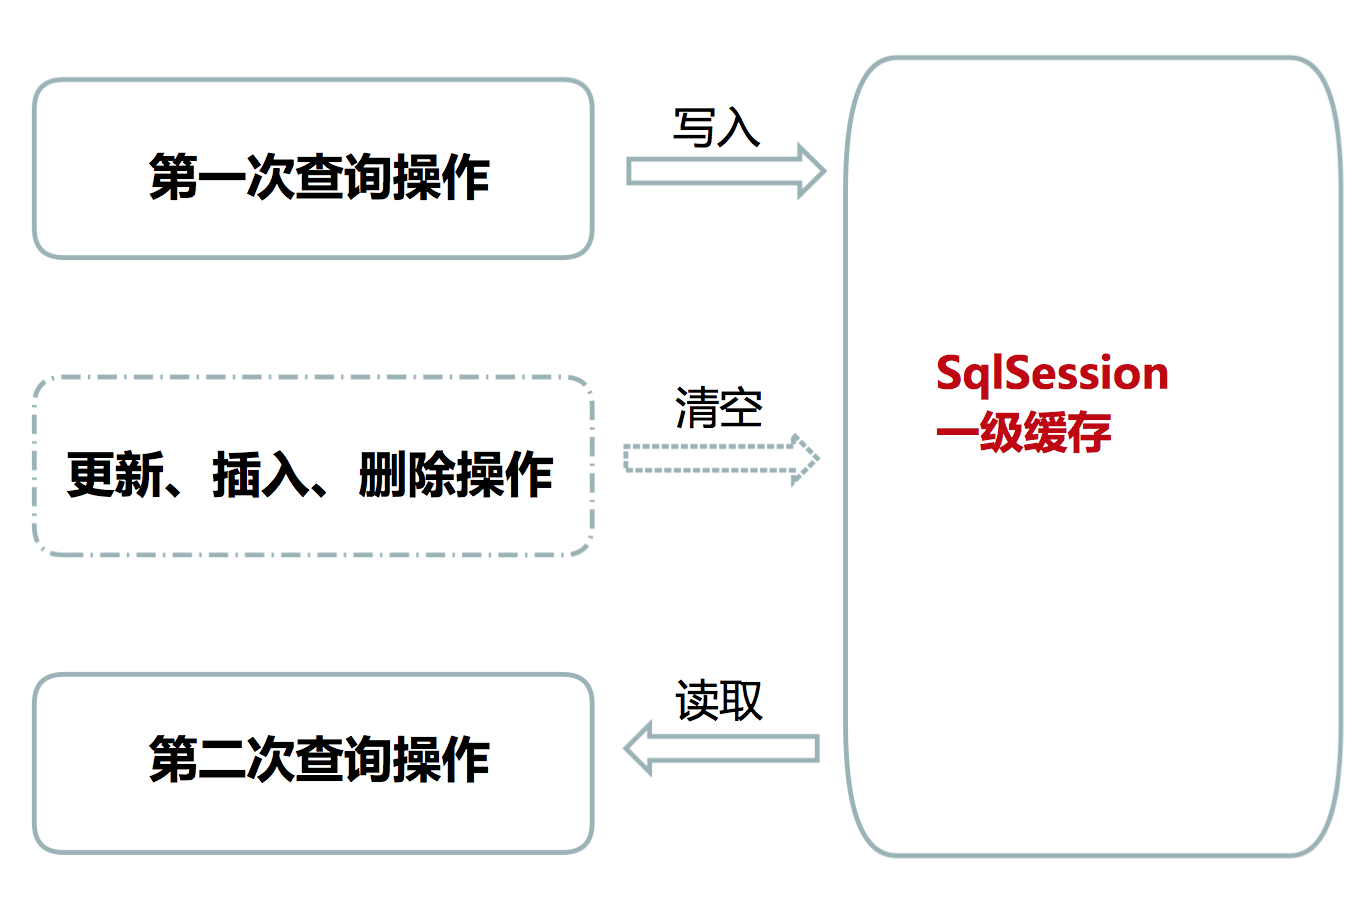 第一次查询操作
写入
更新、插入、删除操作
清空
SqlSession
一级缓存
第二次查询操作
读取